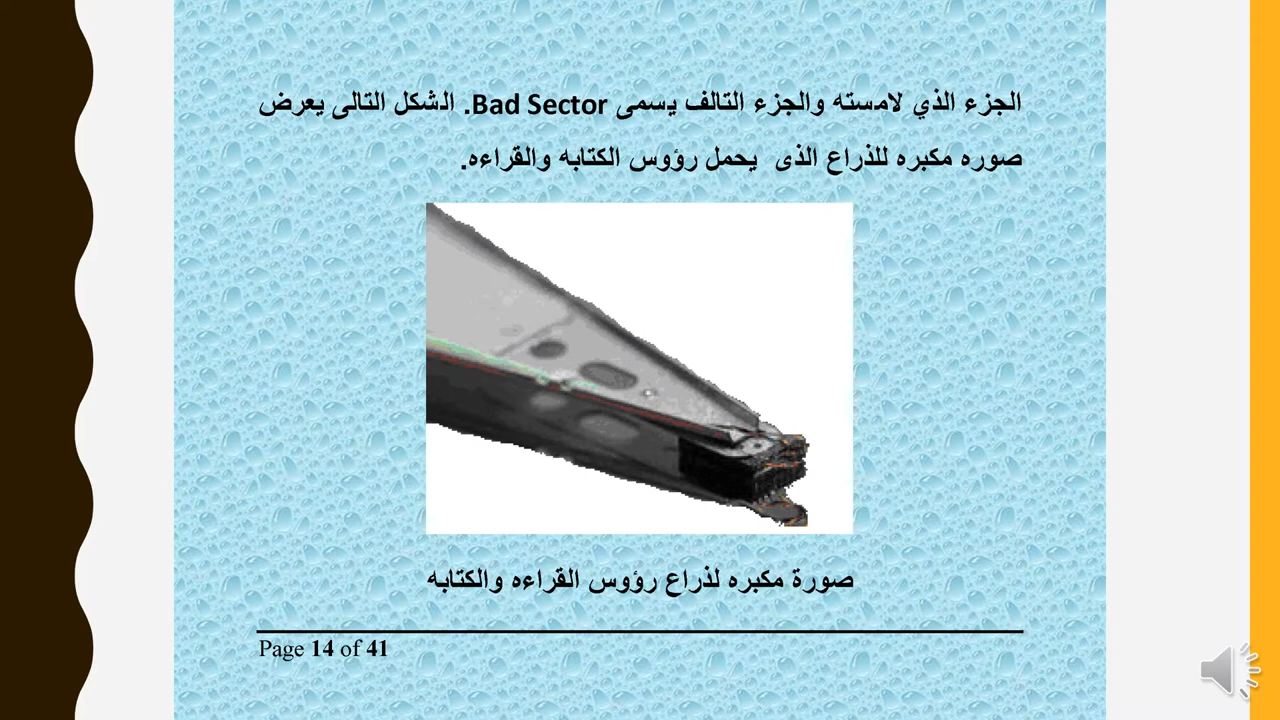 الجزء الذي لامسته والجزء التالف يسمى Bad Sector. الشكل التالى يعرض
صوره مكبره للذراع الذى يحمل رؤوس الكتابه والقراءه.
صورة مكبره لذراع رؤوس القراءه والكتابه
Page 14 of 41